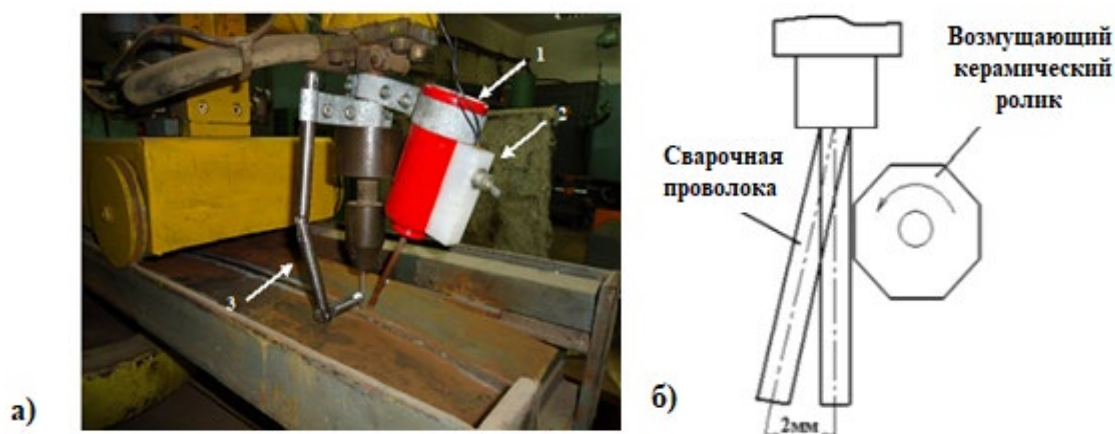 1
2
3
а)
Возмущающий
керамический
ролик
Сварочная
проволока
2мм
б)